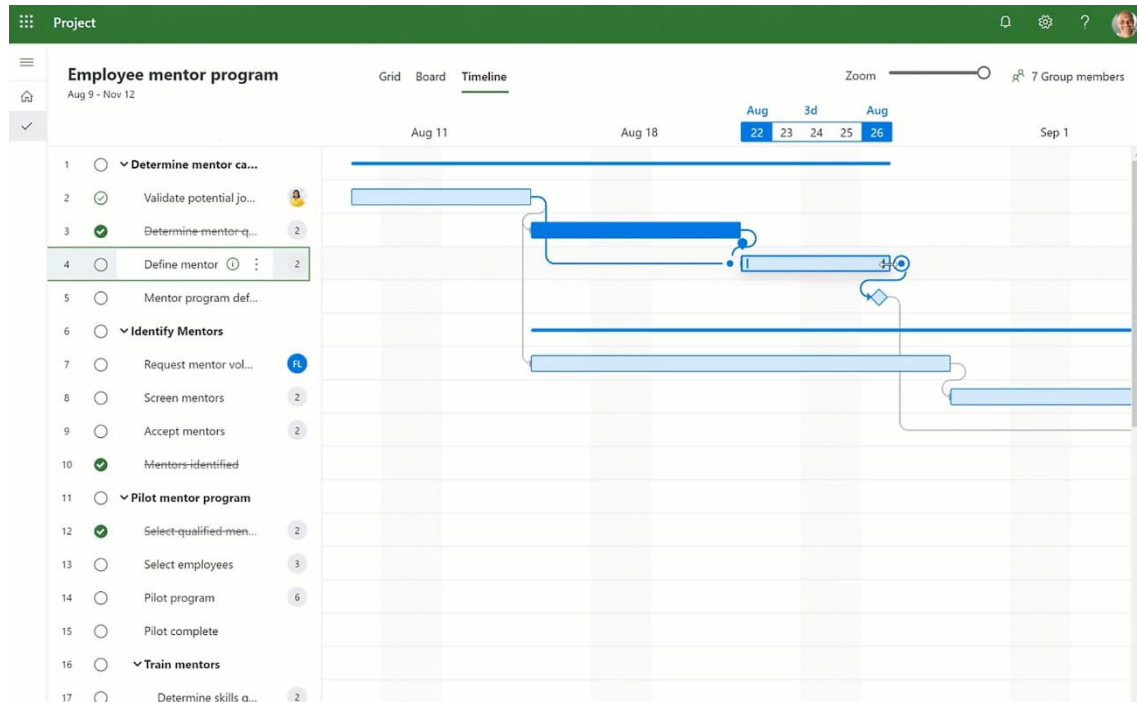 Project
Employee mentor program
Aug 9 - Nov 12
Grid Board Timeline
Zoom
7 Group members
Aug 3d Aug
Aug 11 Aug 18 22 23 24 25 26 Sep 1
1 Determine mentor ca...
2 Validate potential jo...
3 Determine mentor q... 2
4 Define mentor 2
5 Mentor program def...
6 Identify Mentors
7 Request mentor vol... FL
8 Screen mentors 2
9 Accept mentors 2
10 Mentors identified
11 Pilot mentor program
12 Select qualified men... 2
13 Select employees 3
14 Pilot program 6
15 Pilot complete
16 Train mentors
17 Determine skills g... 2